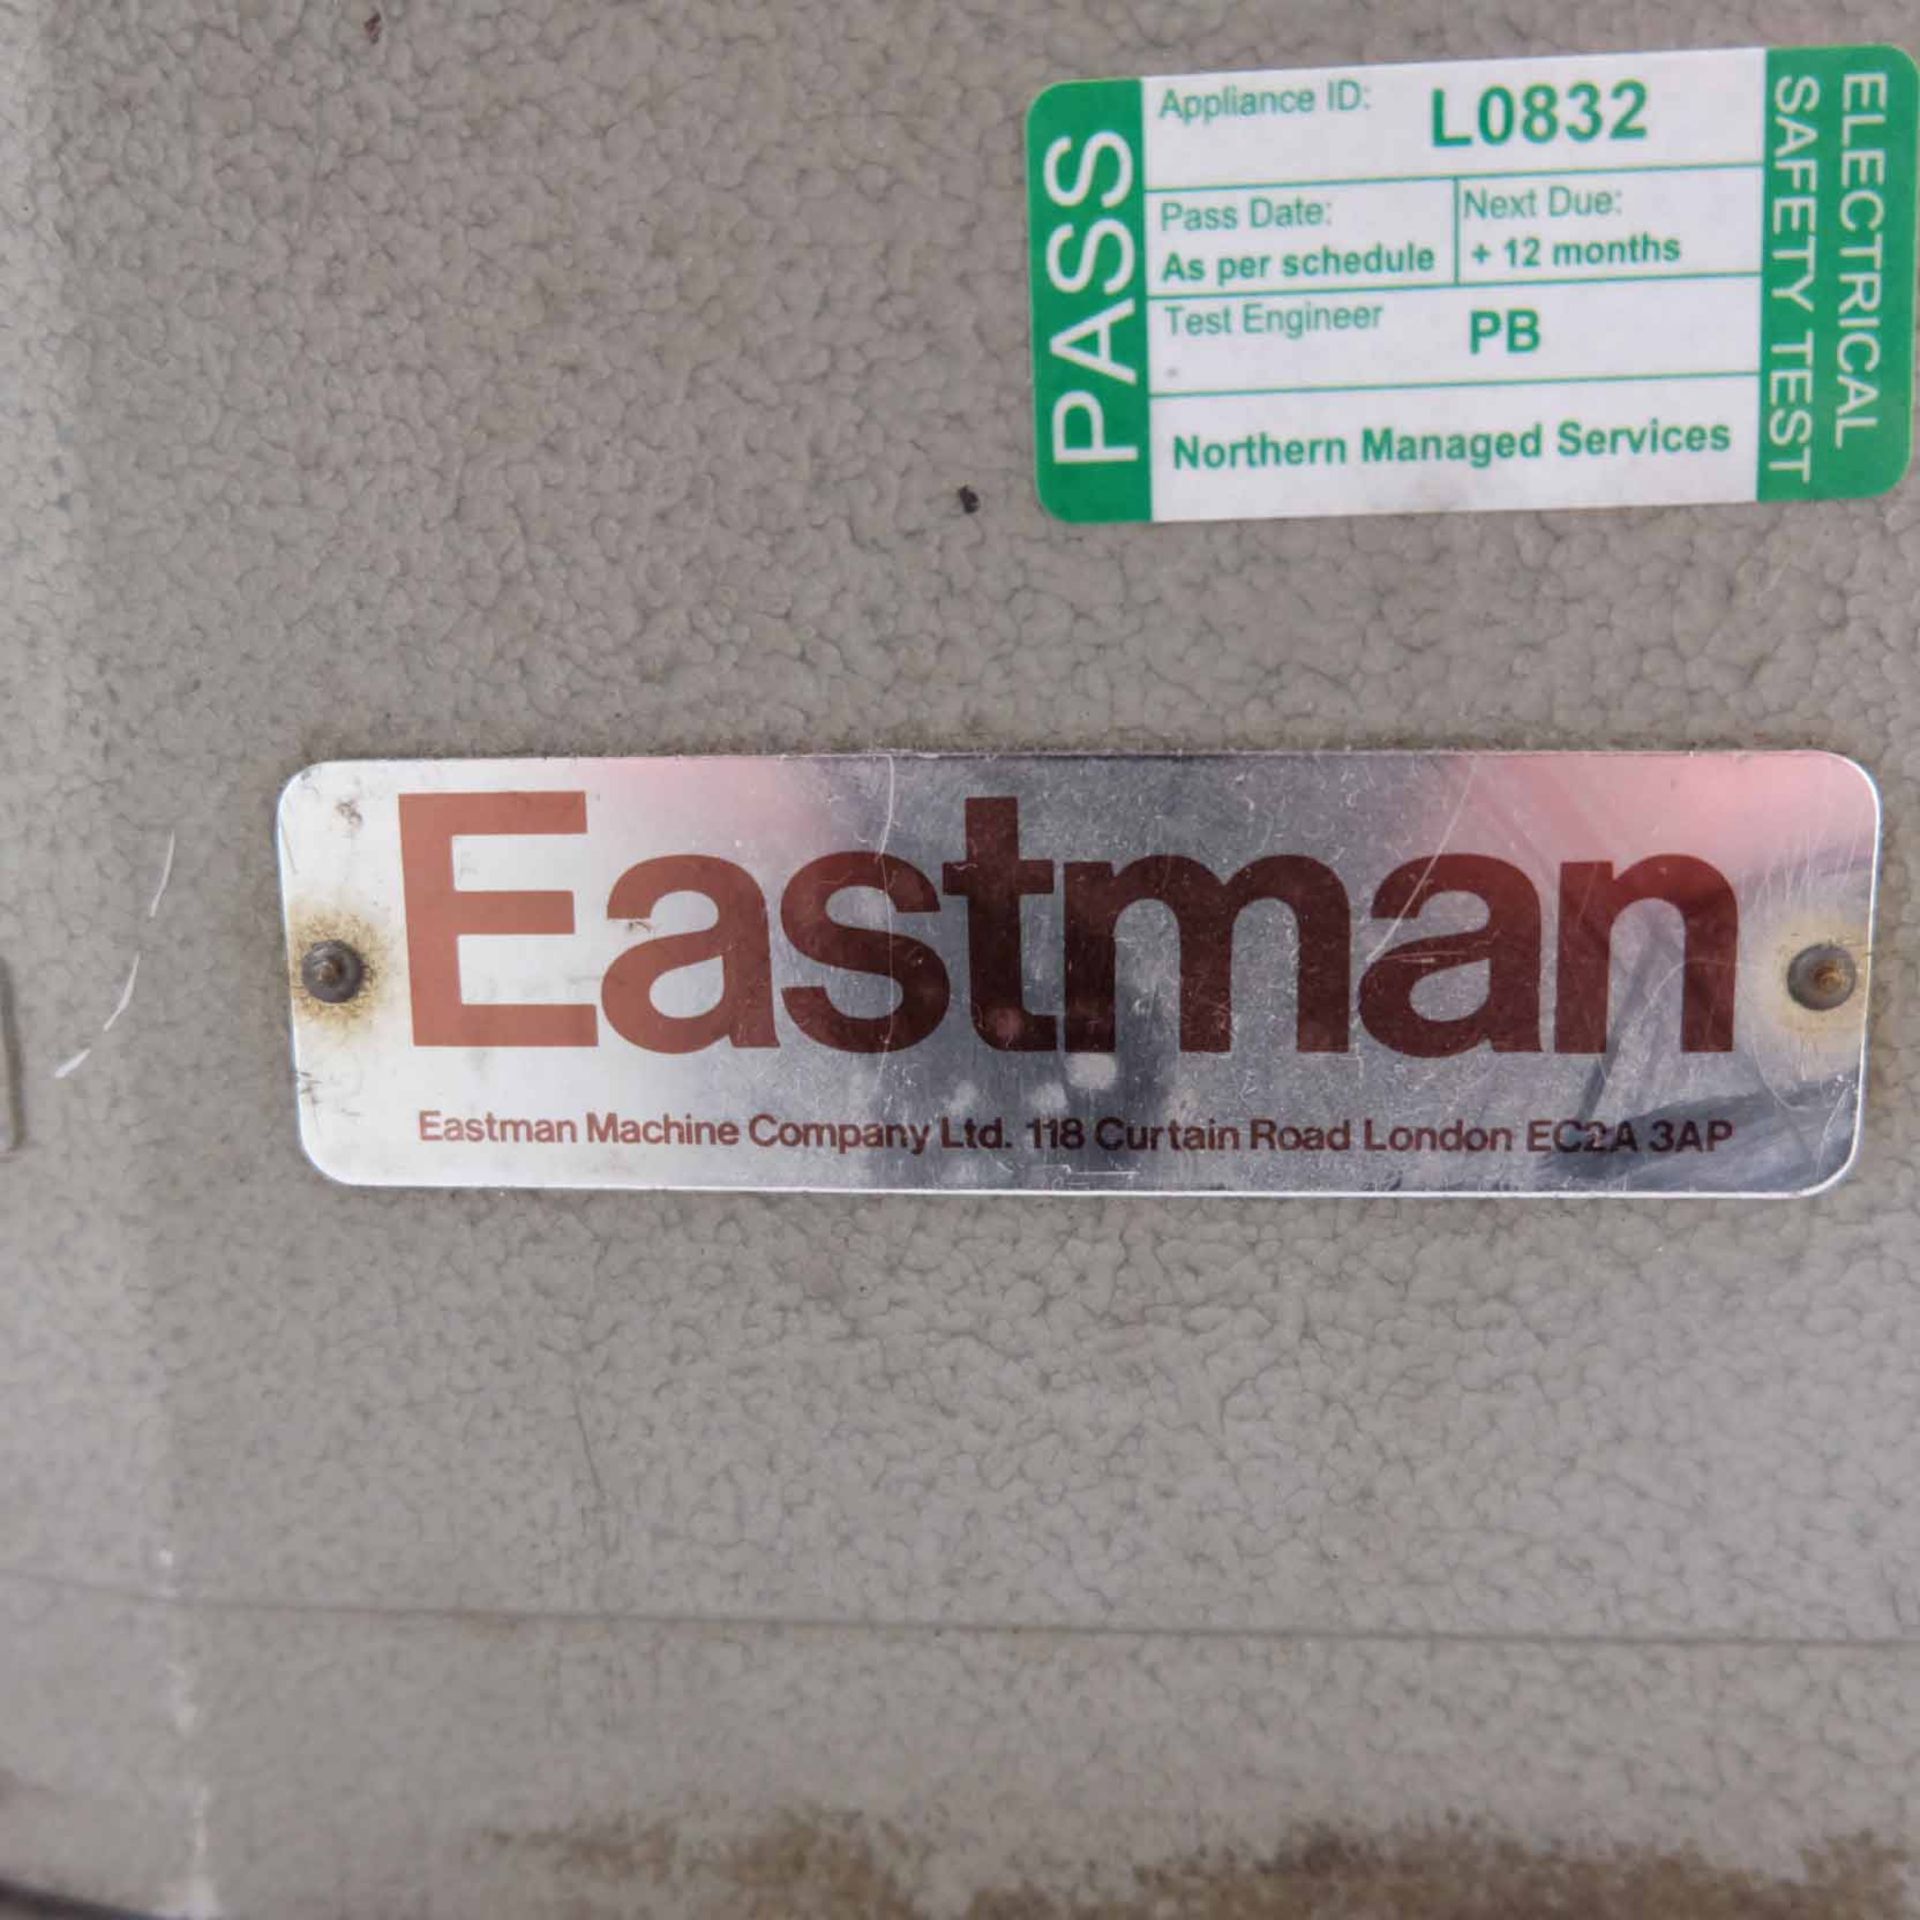 PASS
Appliance ID: L0832
Pass Date:
As per schedule
Next Due:
+ 12 months
Test Engineer PB
Northern Managed Services
ELECTRICAL
SAFETY TEST
Eastman
Eastman Machine Company Ltd. 118 Curtain Road London EC2A 3AP